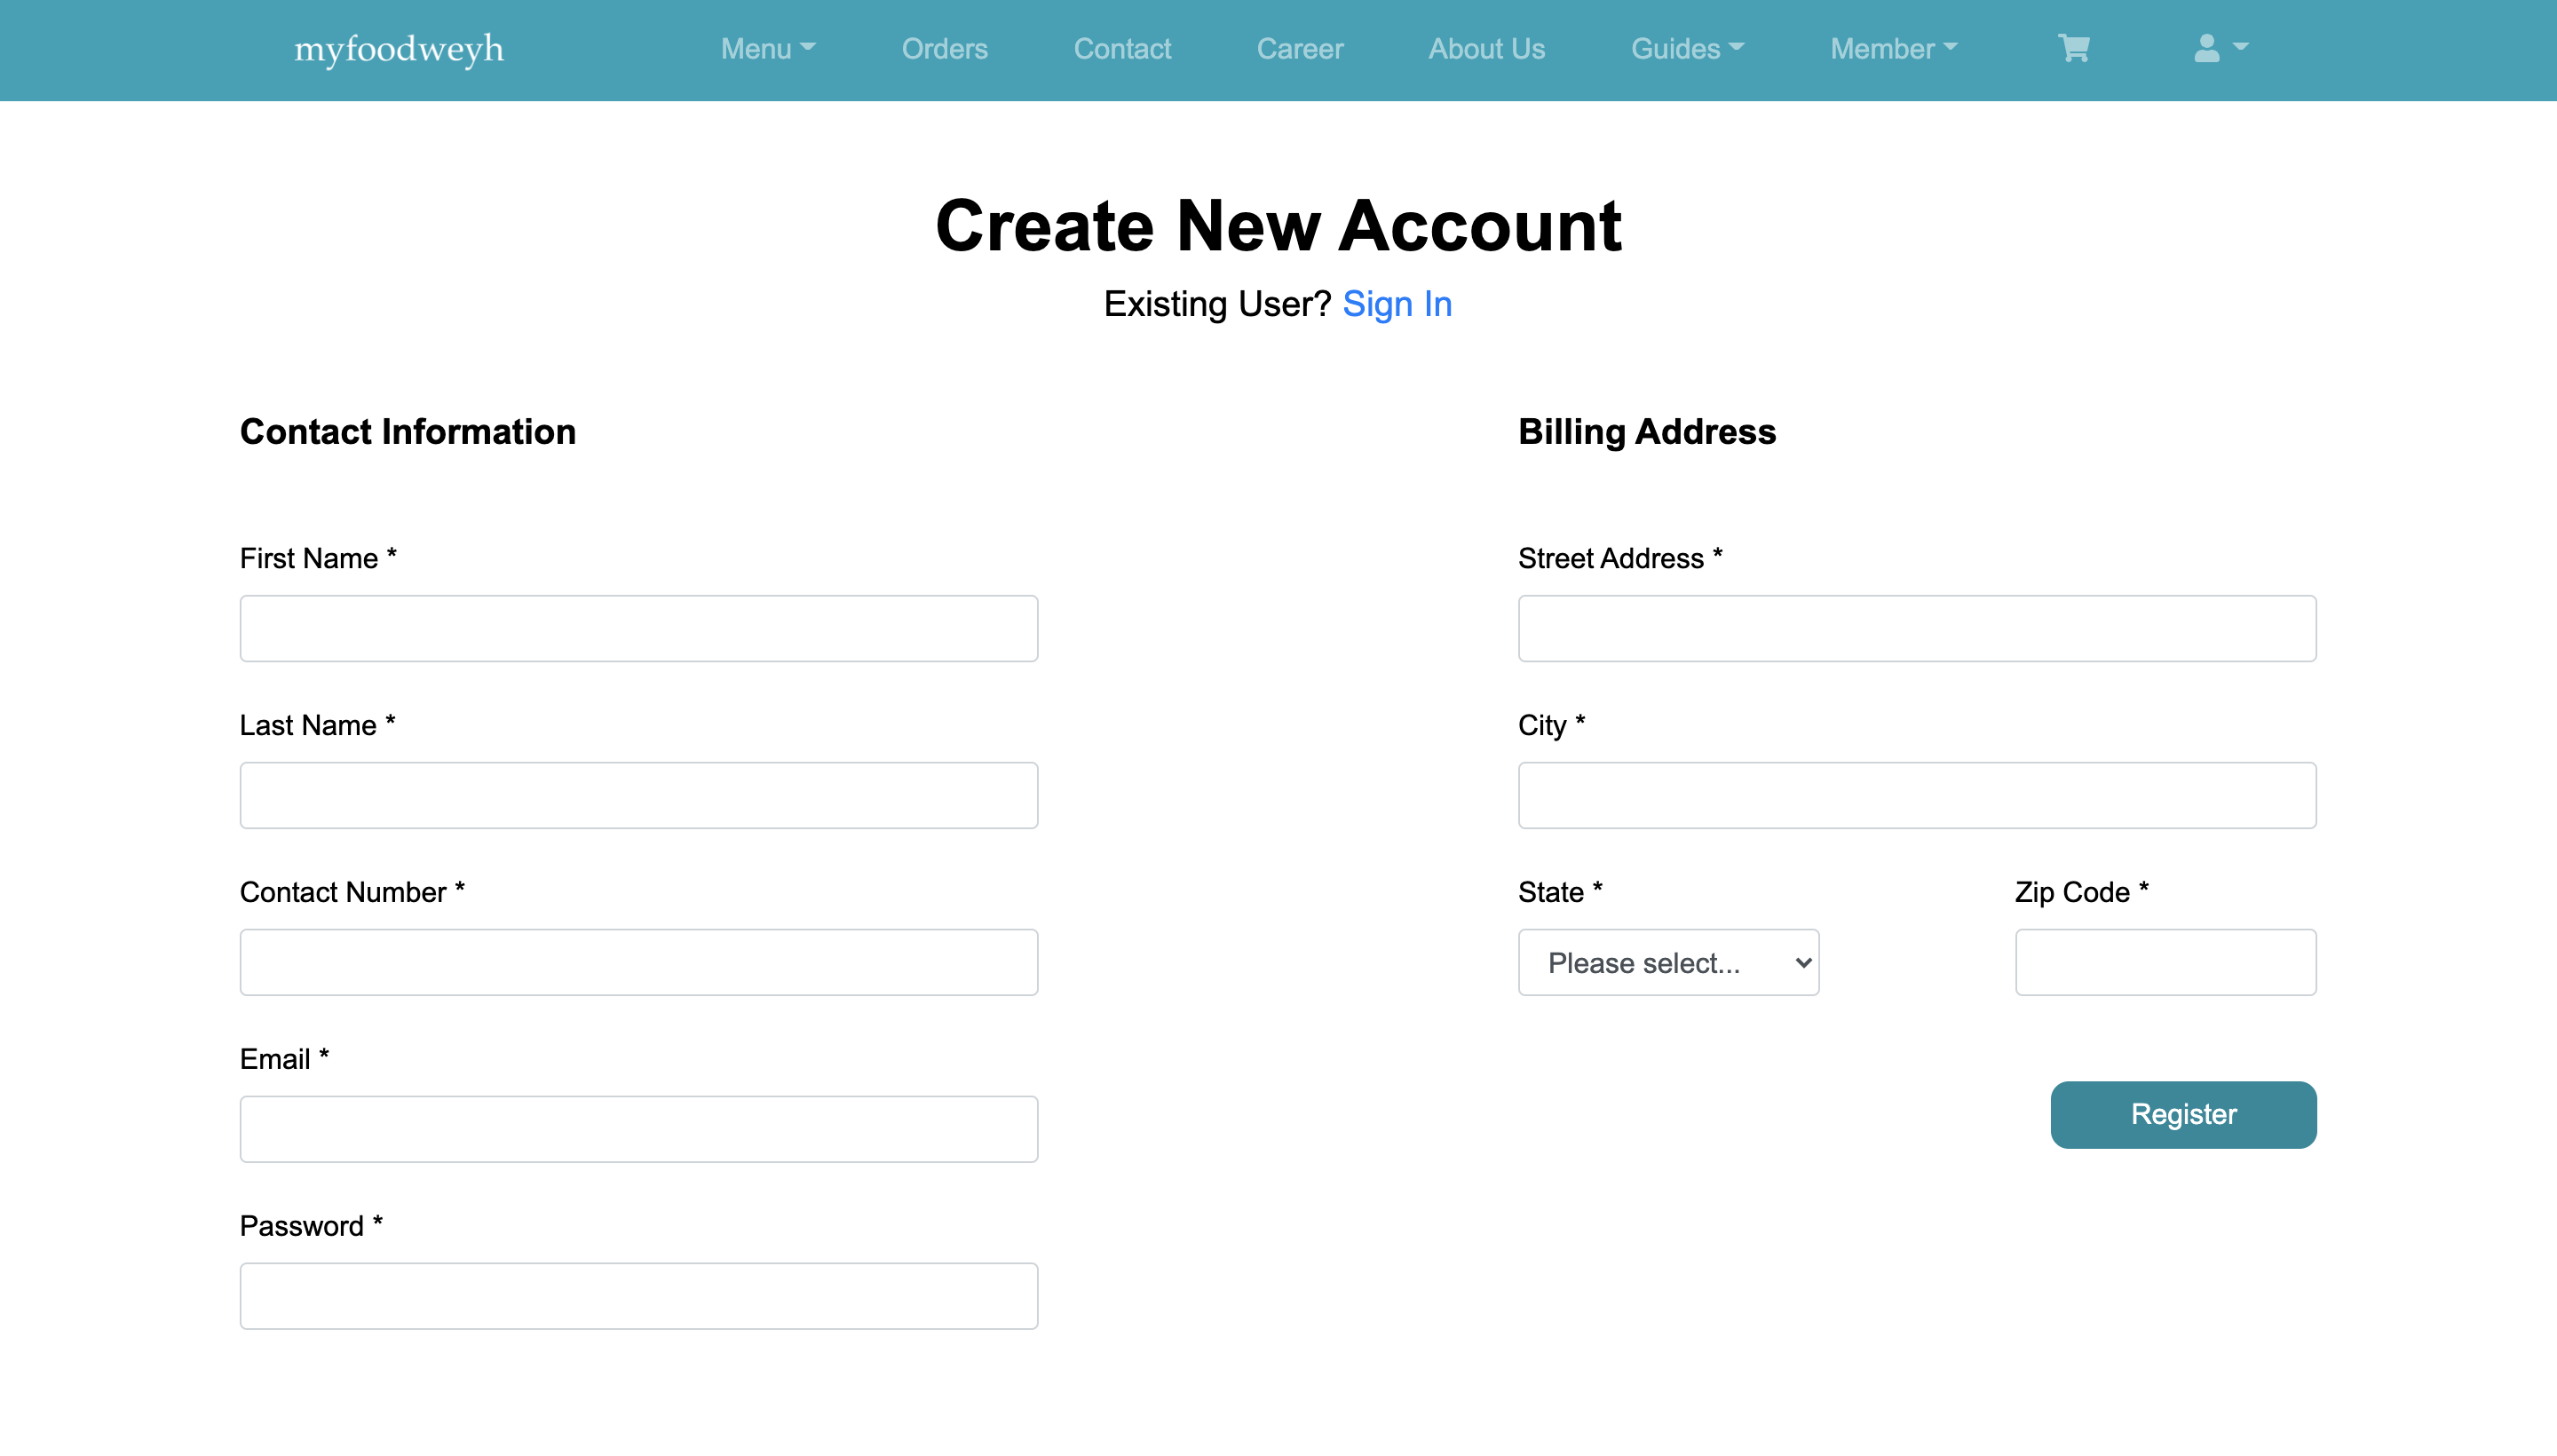 myfoodweyh Menu Orders Contact Career About Us Guides Member
Create New Account
Existing User? Sign In
Contact Information
First Name *
Last Name *
Contact Number *
Email *
Password *
Billing Address
Street Address *
City *
State *
Please select...
Zip Code *
Register